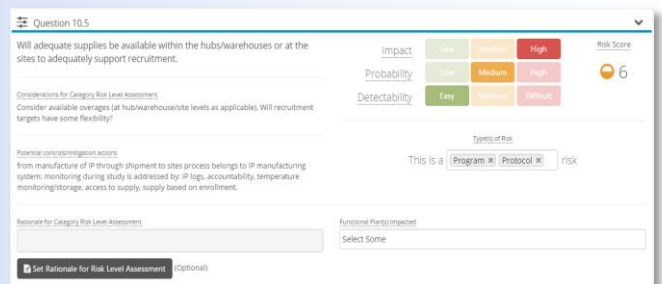 Question 10.5
Will adequate supplies be available within the hubs/warehouses or at the
sites to adequately support recruitment.
Considerations for Category Risk Level Assessment
Consider available overages (at hub/warehouse/site levels as applicable). Will recruitment
targets have some flexibility?
Potential controls/mitigation actions
from manufacture of IP through shipment to sites process belongs to IP manufacturing
system: monitoring during study is addressed by: IP logs, accountability, temperature
monitoring/storage, access to supply, supply based on enrollment.
Impact Low Medium High
Probability Low Medium High
Detectability Easy Medium Difficult
Risk Score
6
Type(s) of Risk
This is a Program × Protocol × risk
Rationale for Category Risk Level Assessment
Set Rationale for Risk Level Assessment (Optional)
Functional Plan(s) Impacted
Select Some